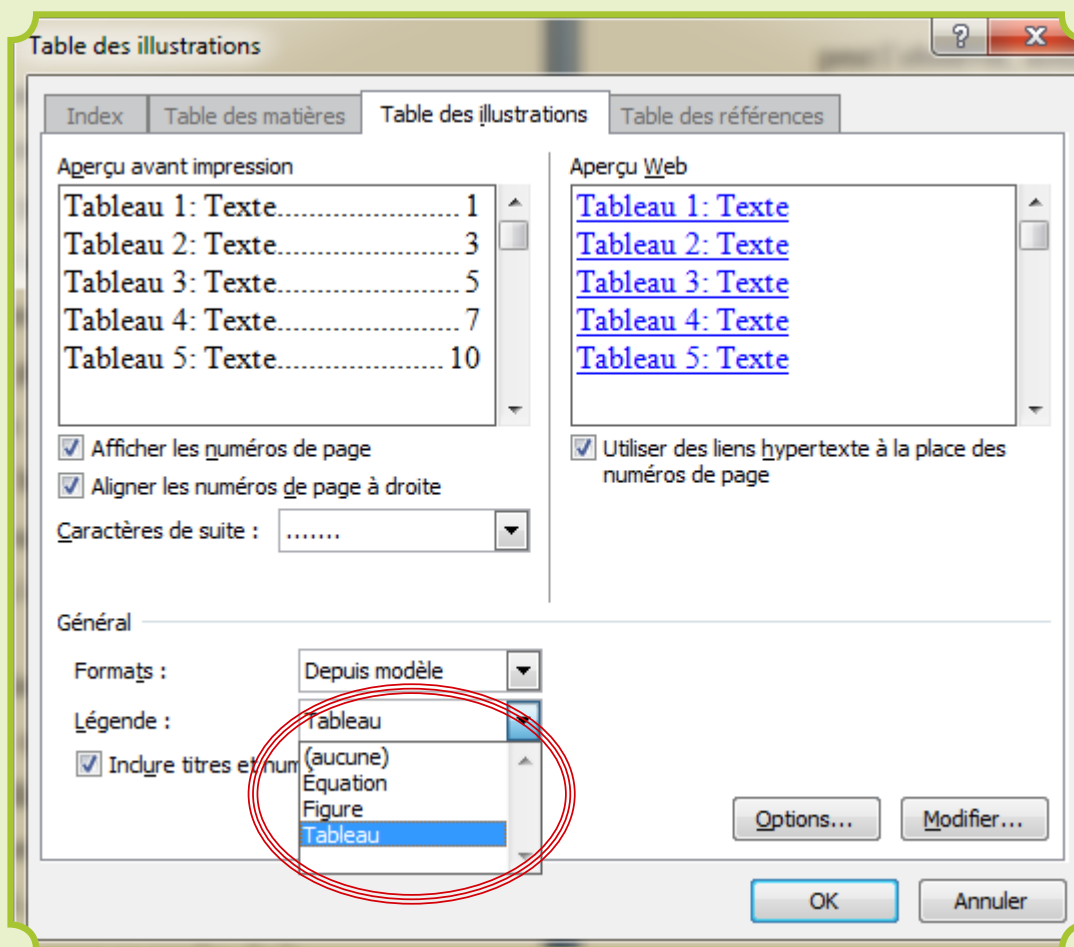 Table des illustrations
Index
Table des matières
Table des illustrations
Table des références
Aperçu avant impression
Tableau 1: Texte....................... 1
Tableau 2: Texte....................... 3
Tableau 3: Texte....................... 5
Tableau 4: Texte....................... 7
Tableau 5: Texte..................... 10
Aperçu Web
Tableau 1: Texte
Tableau 2: Texte
Tableau 3: Texte
Tableau 4: Texte
Tableau 5: Texte
Afficher les numéros de page
Aligner les numéros de page à droite
Caractères de suite : .......
Utiliser des liens hypertexte à la place des
numéros de page
Général
Formats : Depuis modèle
Légende : Tableau
Inclure titres et num
(aucune)
Équation
Figure
Tableau
Options...
Modifier...
OK
Annuler